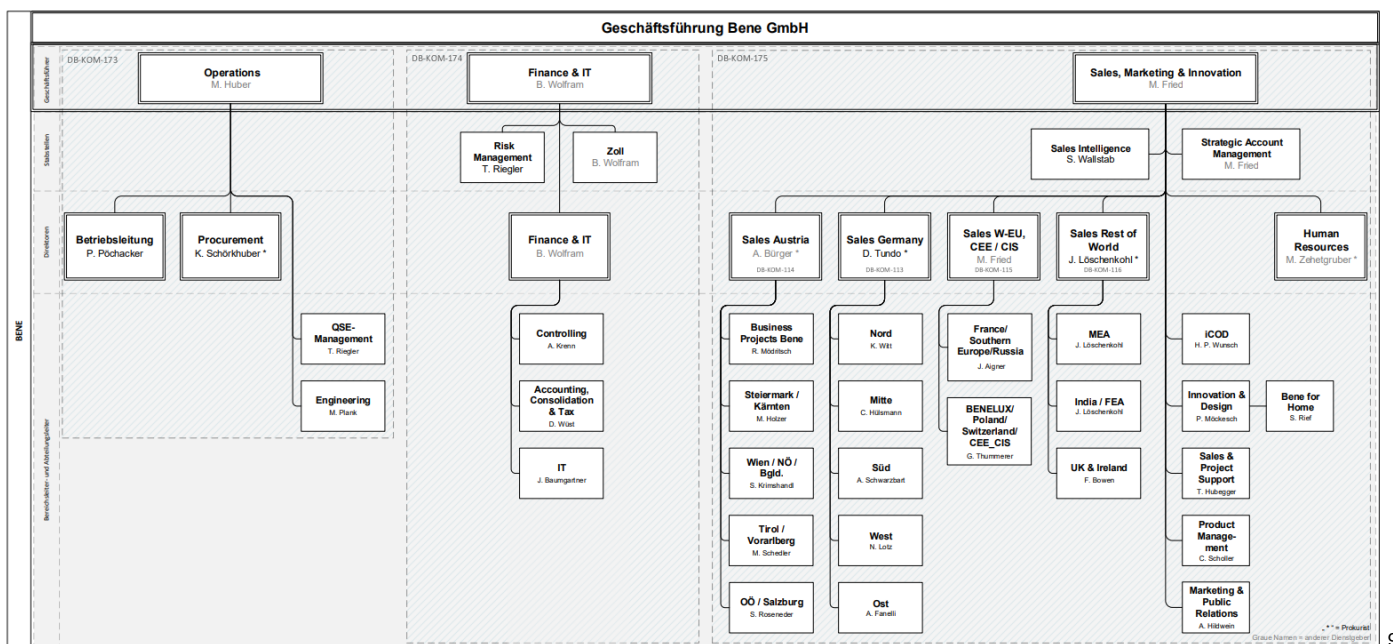 Geschäftsführung Bene GmbH
BENE
Geschäftsführer
DB-KOM-173
Operations
M. Huber
DB-KOM-174
Finance & IT
B. Wolfram
DB-KOM-175
Sales, Marketing & Innovation
M. Fried
Stabstellen
Risk
Management
T. Riegler
Zoll
B. Wolfram
Sales Intelligence
S. Wallstab
Strategic Account
Management
M. Fried
Direktoren
Betriebsleitung
P. Pöchacker
Procurement
K. Schörkhuber *
Finance & IT
B. Wolfram
Sales Austria
A. Bürger *
DB-KOM-114
Sales Germany
D. Tundo *
DB-KOM-113
Sales W-EU,
CEE / CIS
M. Fried
DB-KOM-115
Sales Rest of
World
J. Löschenkohl *
DB-KOM-116
Human
Resources
M. Zehetgruber *
Bereichsleiter- und Abteilungsleiter
QSE-
Management
T. Riegler
Engineering
M. Plank
Controlling
A. Krenn
Accounting,
Consolidation
& Tax
D. Wüst
IT
J. Baumgartner
Business
Projects Bene
R. Mödritsch
Steiermark /
Kärnten
M. Holzer
Wien / NÖ /
Bgld.
S. Krimshandl
Tirol /
Vorarlberg
M. Schedler
OÖ / Salzburg
S. Roseneder
Nord
K. Witt
Mitte
C. Hülsmann
Süd
A. Schwarzbart
West
N. Lotz
Ost
A. Fanelli
France/
Southern
Europe/Russia
J. Aigner
BENELUX/
Poland/
Switzerland/
CEE_CIS
G. Thummerer
MEA
J. Löschenkohl
India / FEA
J. Löschenkohl
UK & Ireland
F. Bowen
iCOD
H. P. Wunsch
Innovation &
Design
P. Möckesch
Bene for
Home
S. Rief
Sales &
Project
Support
T. Hubegger
Product
Manage-
ment
C. Scholler
Marketing &
Public
Relations
A. Hildwein
„ * “ = Prokurist
Graue Namen = anderer Dienstgeber